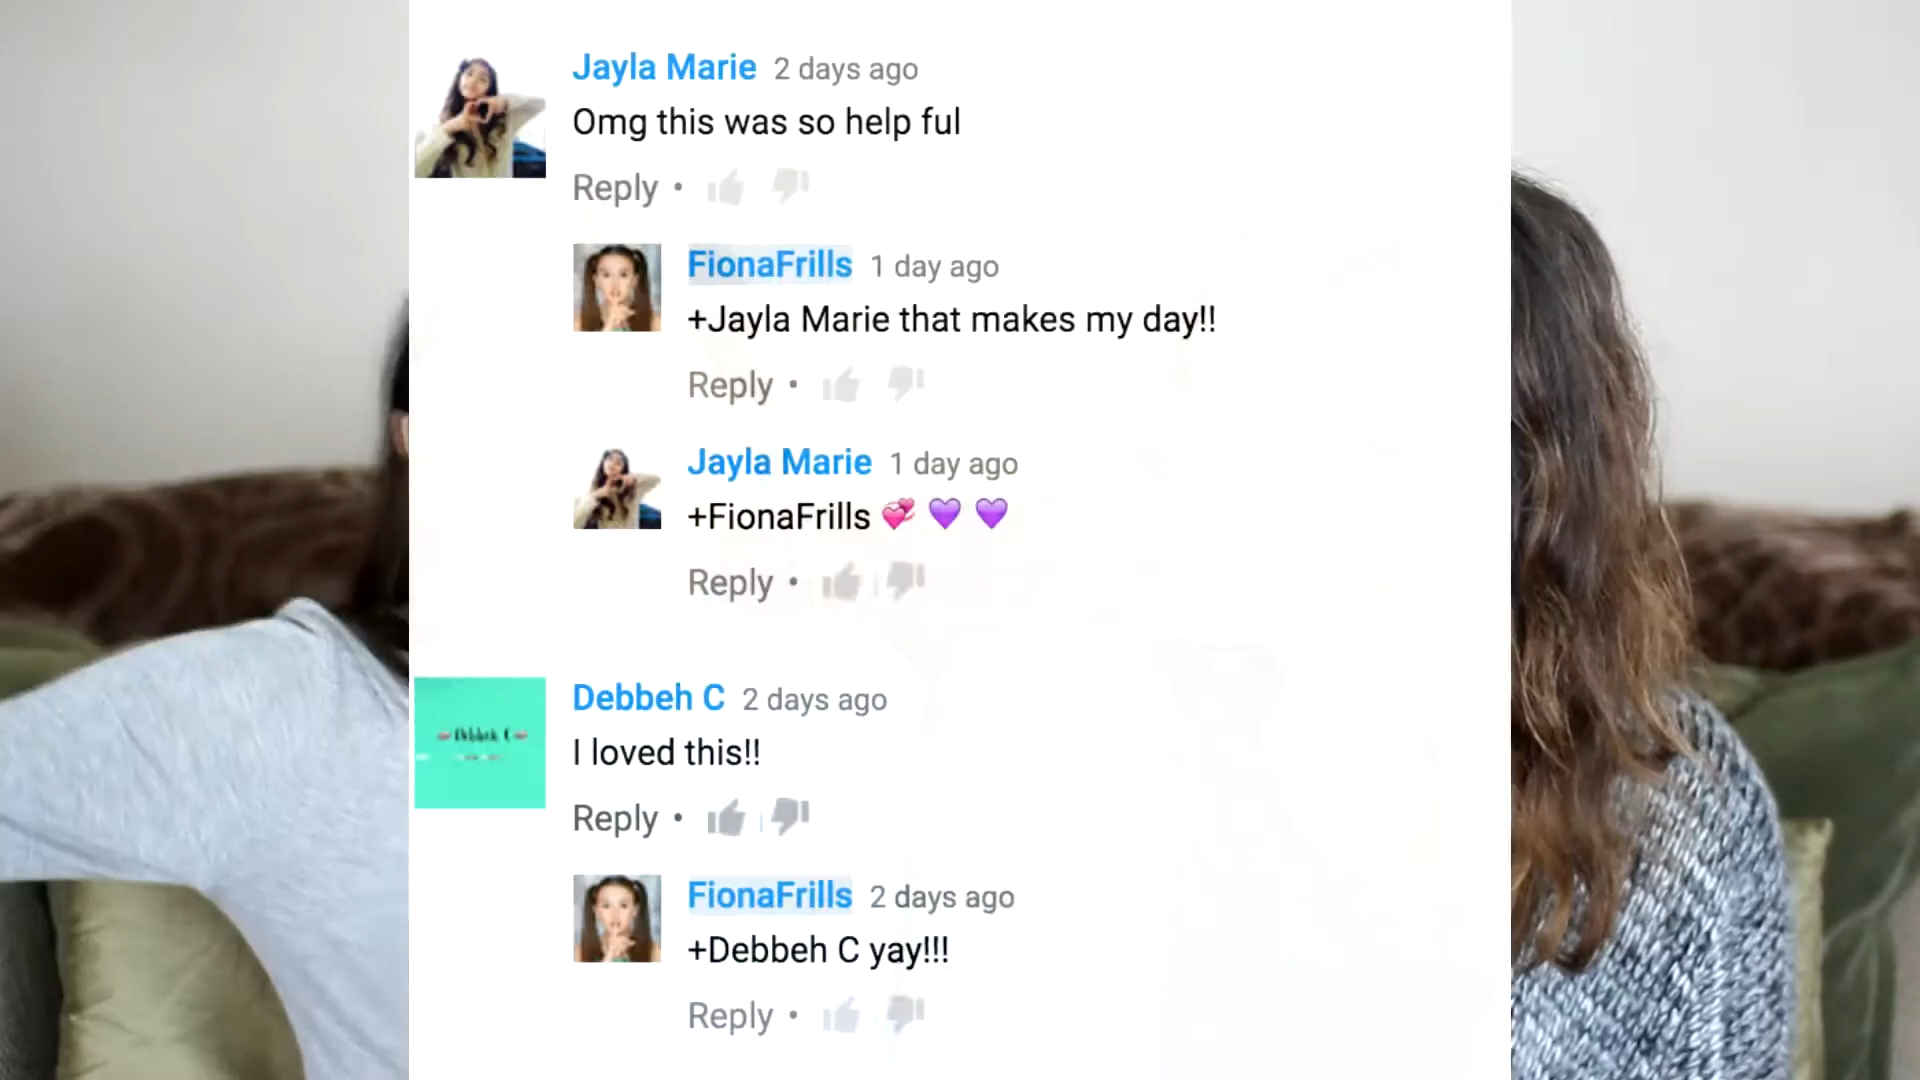 Jayla Marie 2 days ago
Omg this was so help ful
Reply •
FionaFrills 1 day ago
+Jayla Marie that makes my day!!
Reply •
Jayla Marie 1 day ago
+FionaFrills 💞 💜 💜
Reply •
Debbeh C
Debbeh C 2 days ago
I loved this!!
Reply •
FionaFrills 2 days ago
+Debbeh C yay!!!
Reply •